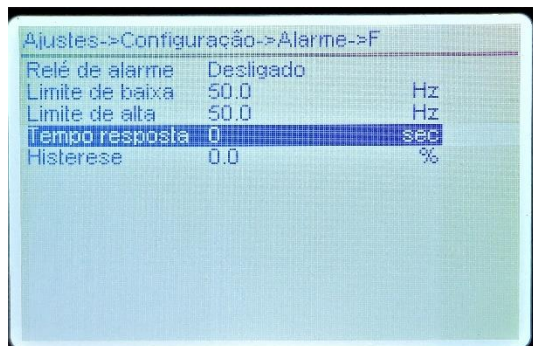 Ajustes->Configuração->Alarme->F
Relé de alarme Desligado
Limite de baixa 50.0 Hz
Limite de alta 50.0 Hz
Tempo resposta 0 sec
Histerese 0.0 %